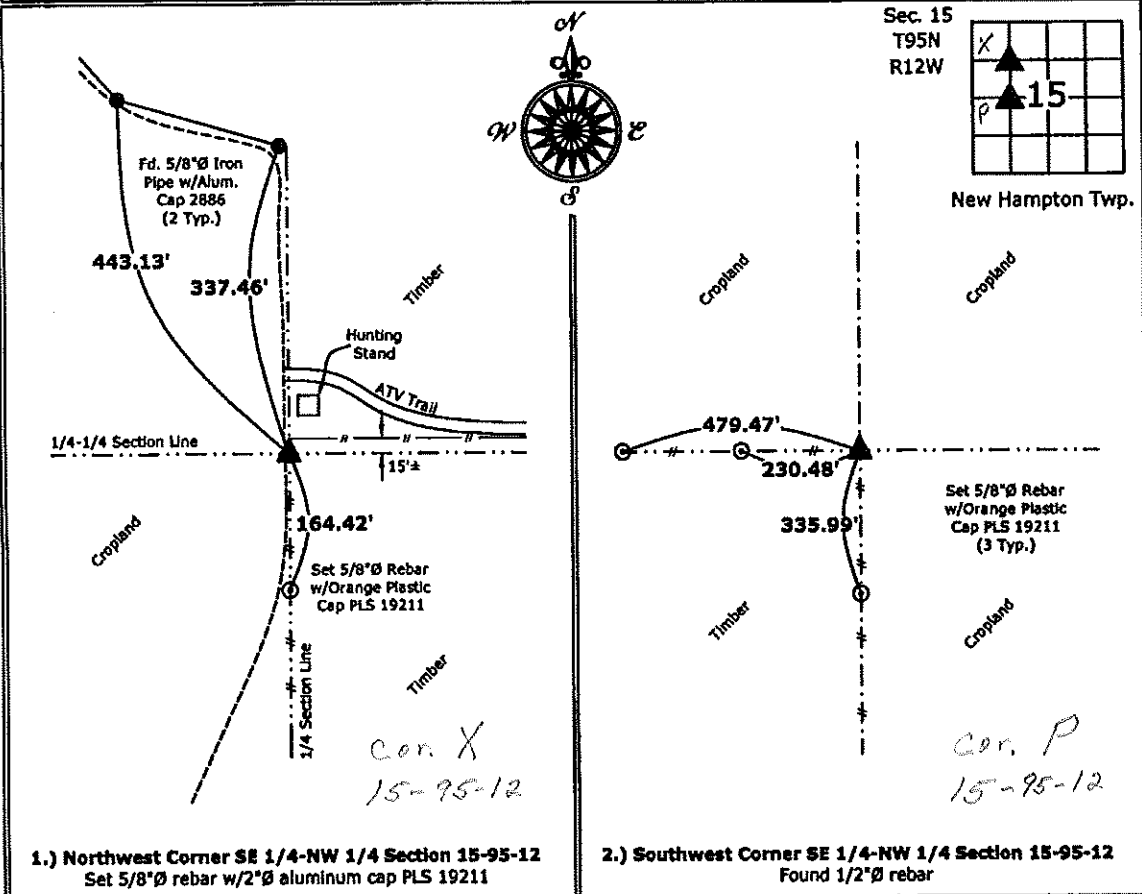 Sec. 15
T95N
R12W
X
P
15
New Hampton Twp.
N
W
E
S
Fd. 5/8"Ø Iron
Pipe w/Alum.
Cap 2886
(2 Typ.)
443.13'
337.46'
Timber
Hunting
Stand
ATV Trail
1/4-1/4 Section Line
15'±
Cropland
164.42'
Set 5/8"Ø Rebar
w/Orange Plastic
Cap PLS 19211
1/4 Section Line
Timber
Cor. X
15-95-12
1.) Northwest Corner SE 1/4-NW 1/4 Section 15-95-12
Set 5/8"Ø rebar w/2"Ø aluminum cap PLS 19211
Cropland
Cropland
479.47'
230.48'
335.99'
Set 5/8"Ø Rebar
w/Orange Plastic
Cap PLS 19211
(3 Typ.)
Timber
Cropland
Cor. P
15-95-12
2.) Southwest Corner SE 1/4-NW 1/4 Section 15-95-12
Found 1/2"Ø rebar